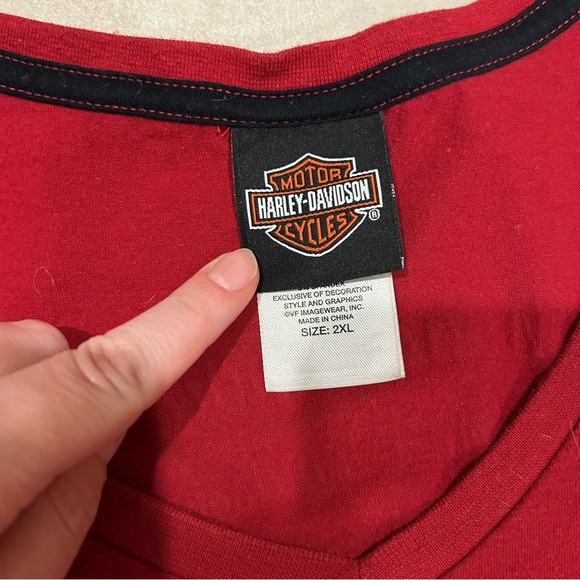 MOTOR
HARLEY-DAVIDSON
CYCLES
®
EXCLUSIVE OF DECORATION
STYLE AND GRAPHICS
©VF IMAGEWEAR, INC.
MADE IN CHINA
SIZE: 2XL